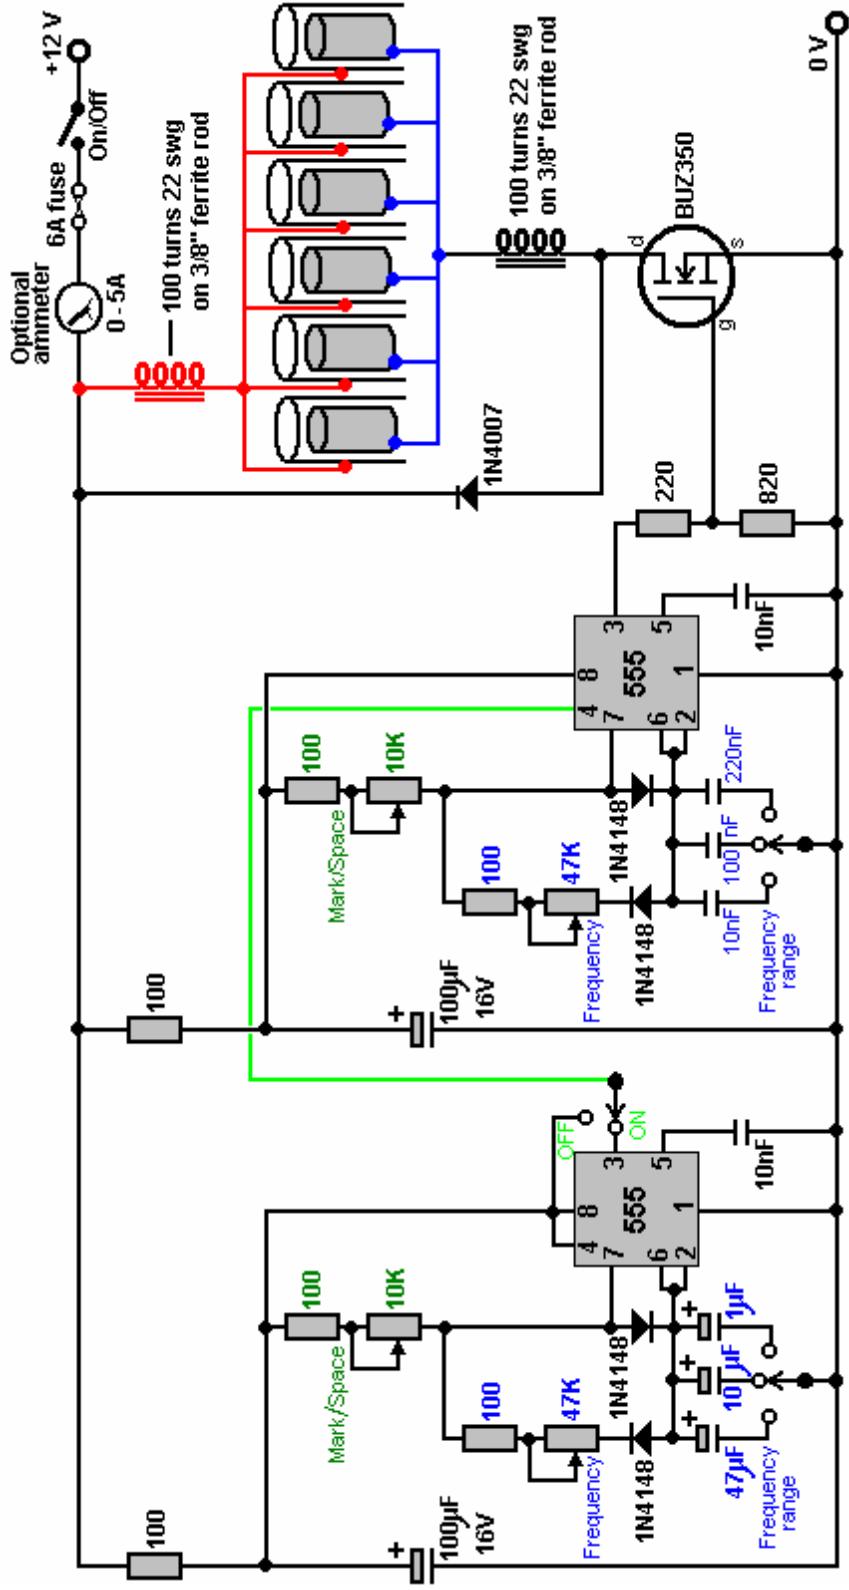 +12 V
On/Off
6A fuse
Optional
ammeter
0 - 5A
100 turns 22 swg
on 3/8" ferrite rod
100 turns 22 swg
on 3/8" ferrite rod
1N4007
BUZ350
d
g
s
0 V
220
820
100
100
10K
Mark/Space
100
47K
Frequency
1N4148
1N4148
4
8
7
3
555
6
2
5
1
10nF
10nF
100 nF
220nF
Frequency
range
+
100µF
16V
OFF
ON
100
100
10K
Mark/Space
100
47K
Frequency
1N4148
1N4148
4
8
7
3
555
6
2
5
1
10nF
+
47µF
+
10 µF
+
1µF
Frequency
range
+
100µF
16V